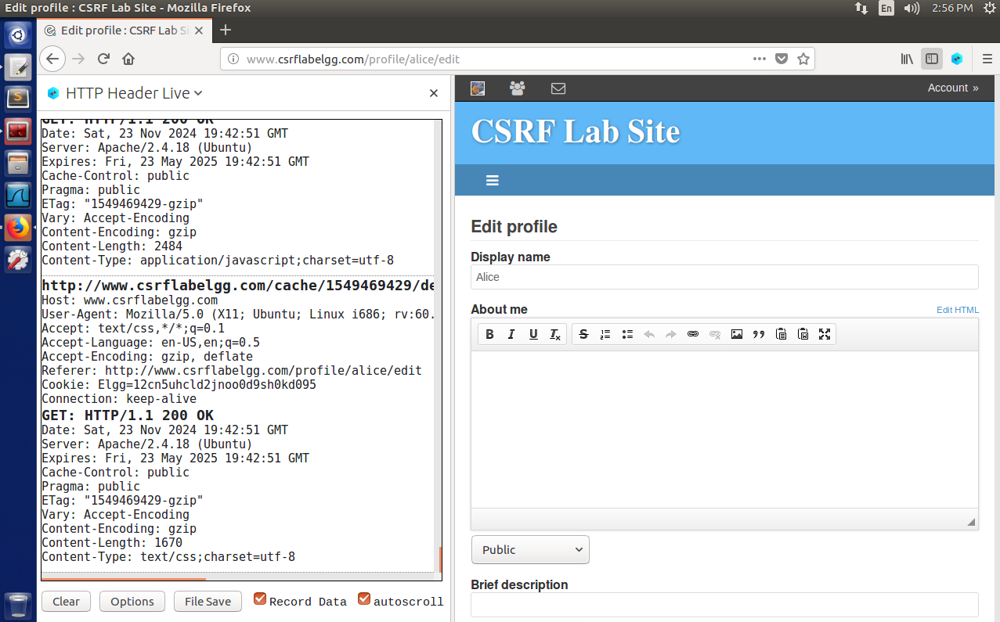 Edit profile : CSRF Lab Site - Mozilla Firefox
En
2:56 PM
Edit profile : CSRF Lab Si
www.csrflabelgg.com/profile/alice/edit
HTTP Header Live
GET: HTTP/1.1 200 OK
Date: Sat, 23 Nov 2024 19:42:51 GMT
Server: Apache/2.4.18 (Ubuntu)
Expires: Fri, 23 May 2025 19:42:51 GMT
Cache-Control: public
Pragma: public
ETag: "1549469429-gzip"
Vary: Accept-Encoding
Content-Encoding: gzip
Content-Length: 2484
Content-Type: application/javascript;charset=utf-8
http://www.csrflabelgg.com/cache/1549469429/de
Host: www.csrflabelgg.com
User-Agent: Mozilla/5.0 (X11; Ubuntu; Linux i686; rv:60.
Accept: text/css,*/*;q=0.1
Accept-Language: en-US,en;q=0.5
Accept-Encoding: gzip, deflate
Referer: http://www.csrflabelgg.com/profile/alice/edit
Cookie: Elgg=12cn5uhcld2jnoo0d9sh0kd095
Connection: keep-alive
GET: HTTP/1.1 200 OK
Date: Sat, 23 Nov 2024 19:42:51 GMT
Server: Apache/2.4.18 (Ubuntu)
Expires: Fri, 23 May 2025 19:42:51 GMT
Cache-Control: public
Pragma: public
ETag: "1549469429-gzip"
Vary: Accept-Encoding
Content-Encoding: gzip
Content-Length: 1670
Content-Type: text/css;charset=utf-8
Clear
Options
File Save
Record Data
autoscroll
Account »
CSRF Lab Site
Edit profile
Display name
Alice
About me
Edit HTML
B I U Tx S
Public
Brief description